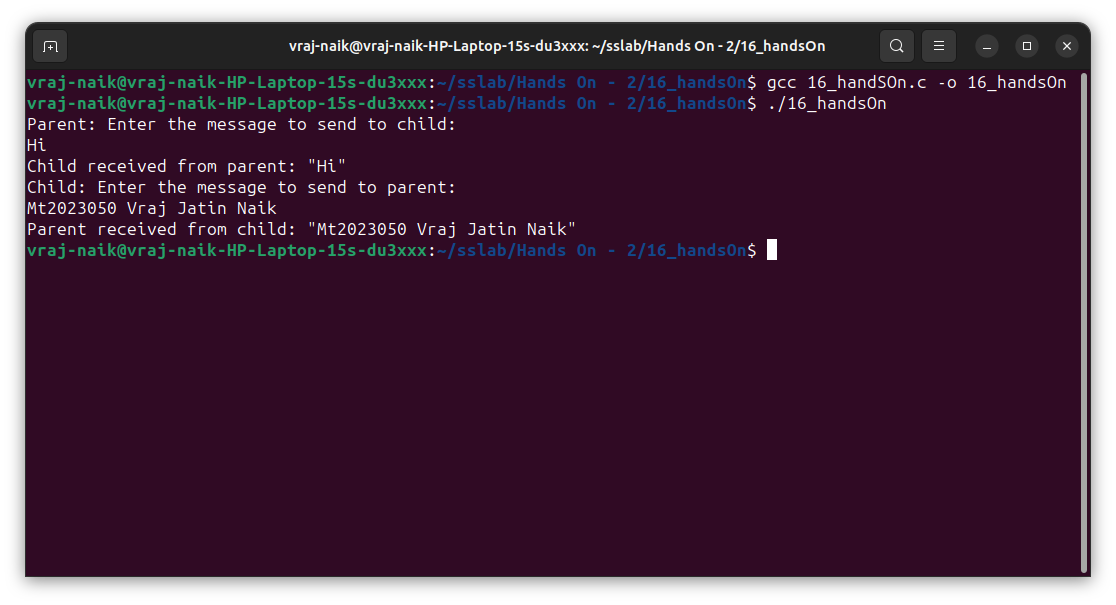 vraj-naik@vraj-naik-HP-Laptop-15s-du3xxx: ~/sslab/Hands On - 2/16_handsOn
vraj-naik@vraj-naik-HP-Laptop-15s-du3xxx:~/sslab/Hands On - 2/16_handsOn$ gcc 16_handSOn.c -o 16_handsOn
vraj-naik@vraj-naik-HP-Laptop-15s-du3xxx:~/sslab/Hands On - 2/16_handsOn$ ./16_handsOn
Parent: Enter the message to send to child:
Hi
Child received from parent: "Hi"
Child: Enter the message to send to parent:
Mt2023050 Vraj Jatin Naik
Parent received from child: "Mt2023050 Vraj Jatin Naik"
vraj-naik@vraj-naik-HP-Laptop-15s-du3xxx:~/sslab/Hands On - 2/16_handsOn$